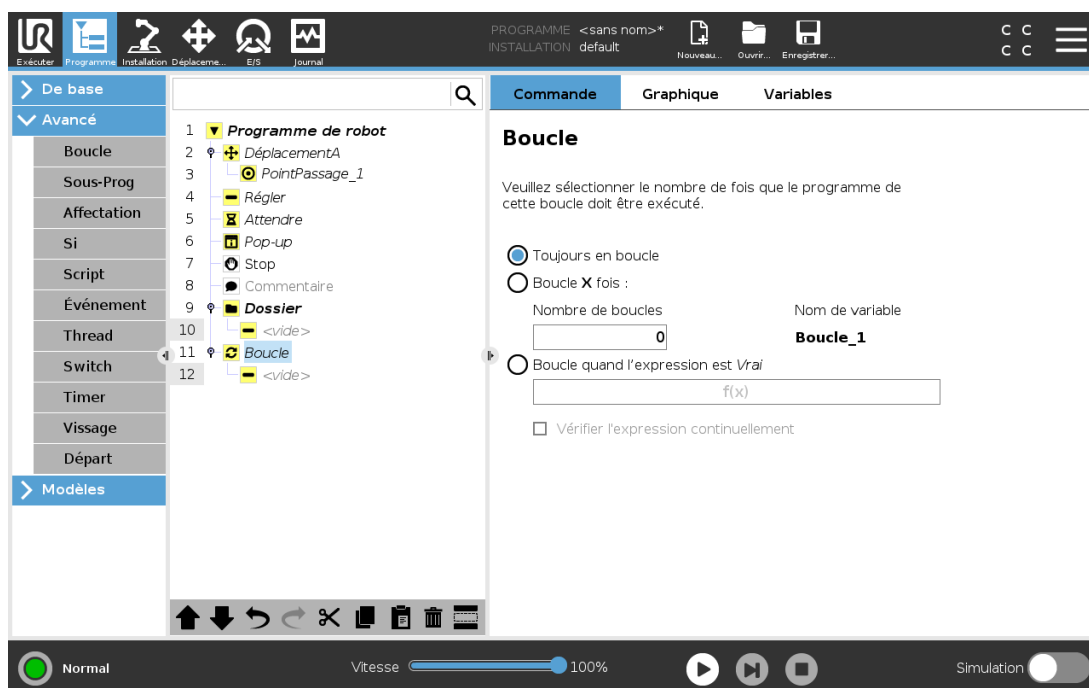 PROGRAMME <sans nom>*
INSTALLATION default
UR
Exécuter
Programme
Installation
Déplaceme...
E/S
Journal
Nouveau...
Ouvrir...
Enregistrer...
C C
C C
De base
Avancé
Boucle
Sous-Prog
Affectation
Si
Script
Événement
Thread
Switch
Timer
Vissage
Départ
Modèles
1 Programme de robot
2 DéplacementA
3 PointPassage_1
4 Régler
5 Attendre
6 Pop-up
7 Stop
8 Commentaire
9 Dossier
10 <vide>
11 Boucle
12 <vide>
Commande
Graphique
Variables
Boucle
Veuillez sélectionner le nombre de fois que le programme de
cette boucle doit être exécuté.
Toujours en boucle
Boucle X fois :
Nombre de boucles
Nom de variable
0
Boucle_1
Boucle quand l'expression est Vrai
f(x)
Vérifier l'expression continuellement
Normal
Vitesse
100%
Simulation